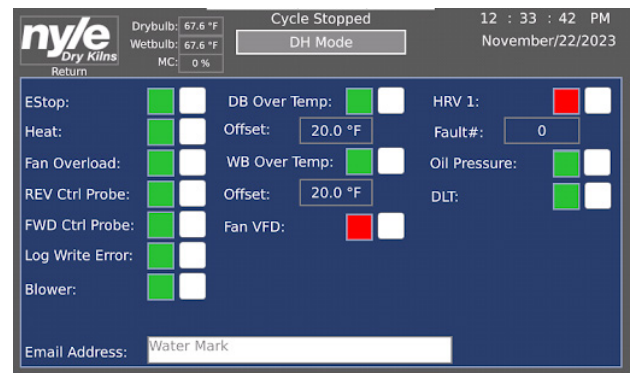 nyle
Dry Kilns
Return
Drybulb: 67.6 °F
Wetbulb: 67.6 °F
MC: 0 %
Cycle Stopped
DH Mode
12 : 33 : 42 PM
November/22/2023
EStop:
Heat:
Fan Overload:
REV Ctrl Probe:
FWD Ctrl Probe:
Log Write Error:
Blower:
DB Over Temp:
Offset: 20.0 °F
WB Over Temp:
Offset: 20.0 °F
Fan VFD:
HRV 1:
Fault#: 0
Oil Pressure:
DLT:
Email Address: Water Mark